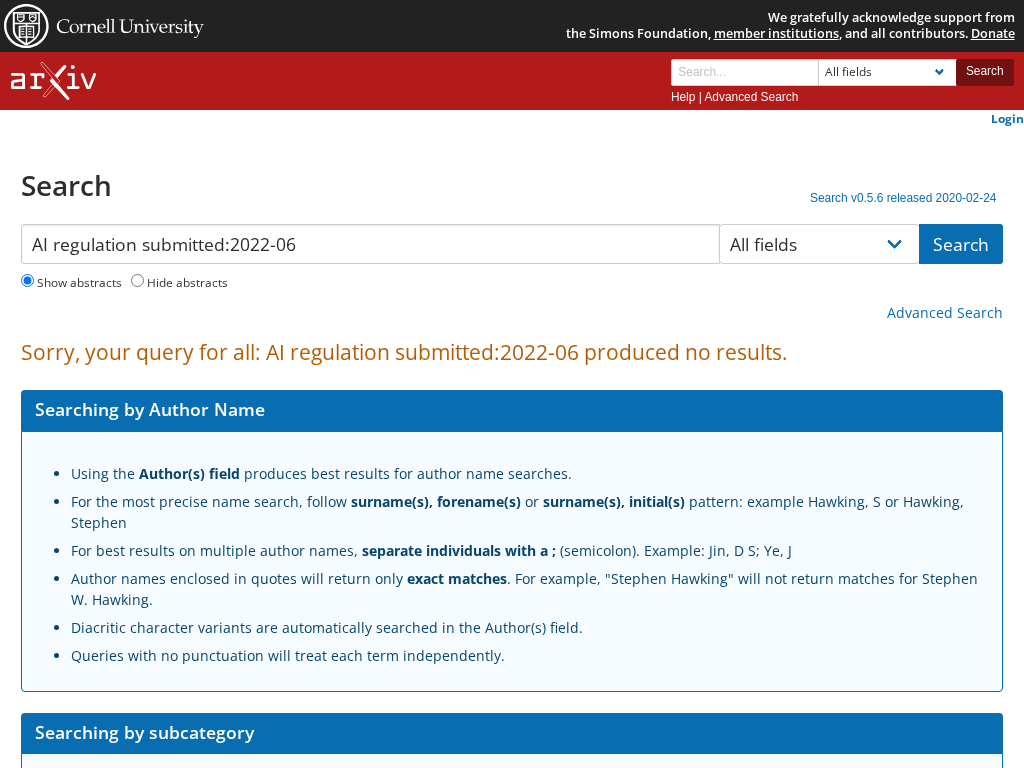 Cornell University
We gratefully acknowledge support from
the Simons Foundation, member institutions, and all contributors. Donate
arXiv
Search... All fields Search
Help | Advanced Search
Login
Search
Search v0.5.6 released 2020-02-24
AI regulation submitted:2022-06 All fields Search
Show abstracts Hide abstracts
Advanced Search
Sorry, your query for all: AI regulation submitted:2022-06 produced no results.
Searching by Author Name
Using the Author(s) field produces best results for author name searches.
For the most precise name search, follow surname(s), forename(s) or surname(s), initial(s) pattern: example Hawking, S or Hawking,
Stephen
For best results on multiple author names, separate individuals with a ; (semicolon). Example: Jin, D S; Ye, J
Author names enclosed in quotes will return only exact matches. For example, "Stephen Hawking" will not return matches for Stephen
W. Hawking.
Diacritic character variants are automatically searched in the Author(s) field.
Queries with no punctuation will treat each term independently.
Searching by subcategory